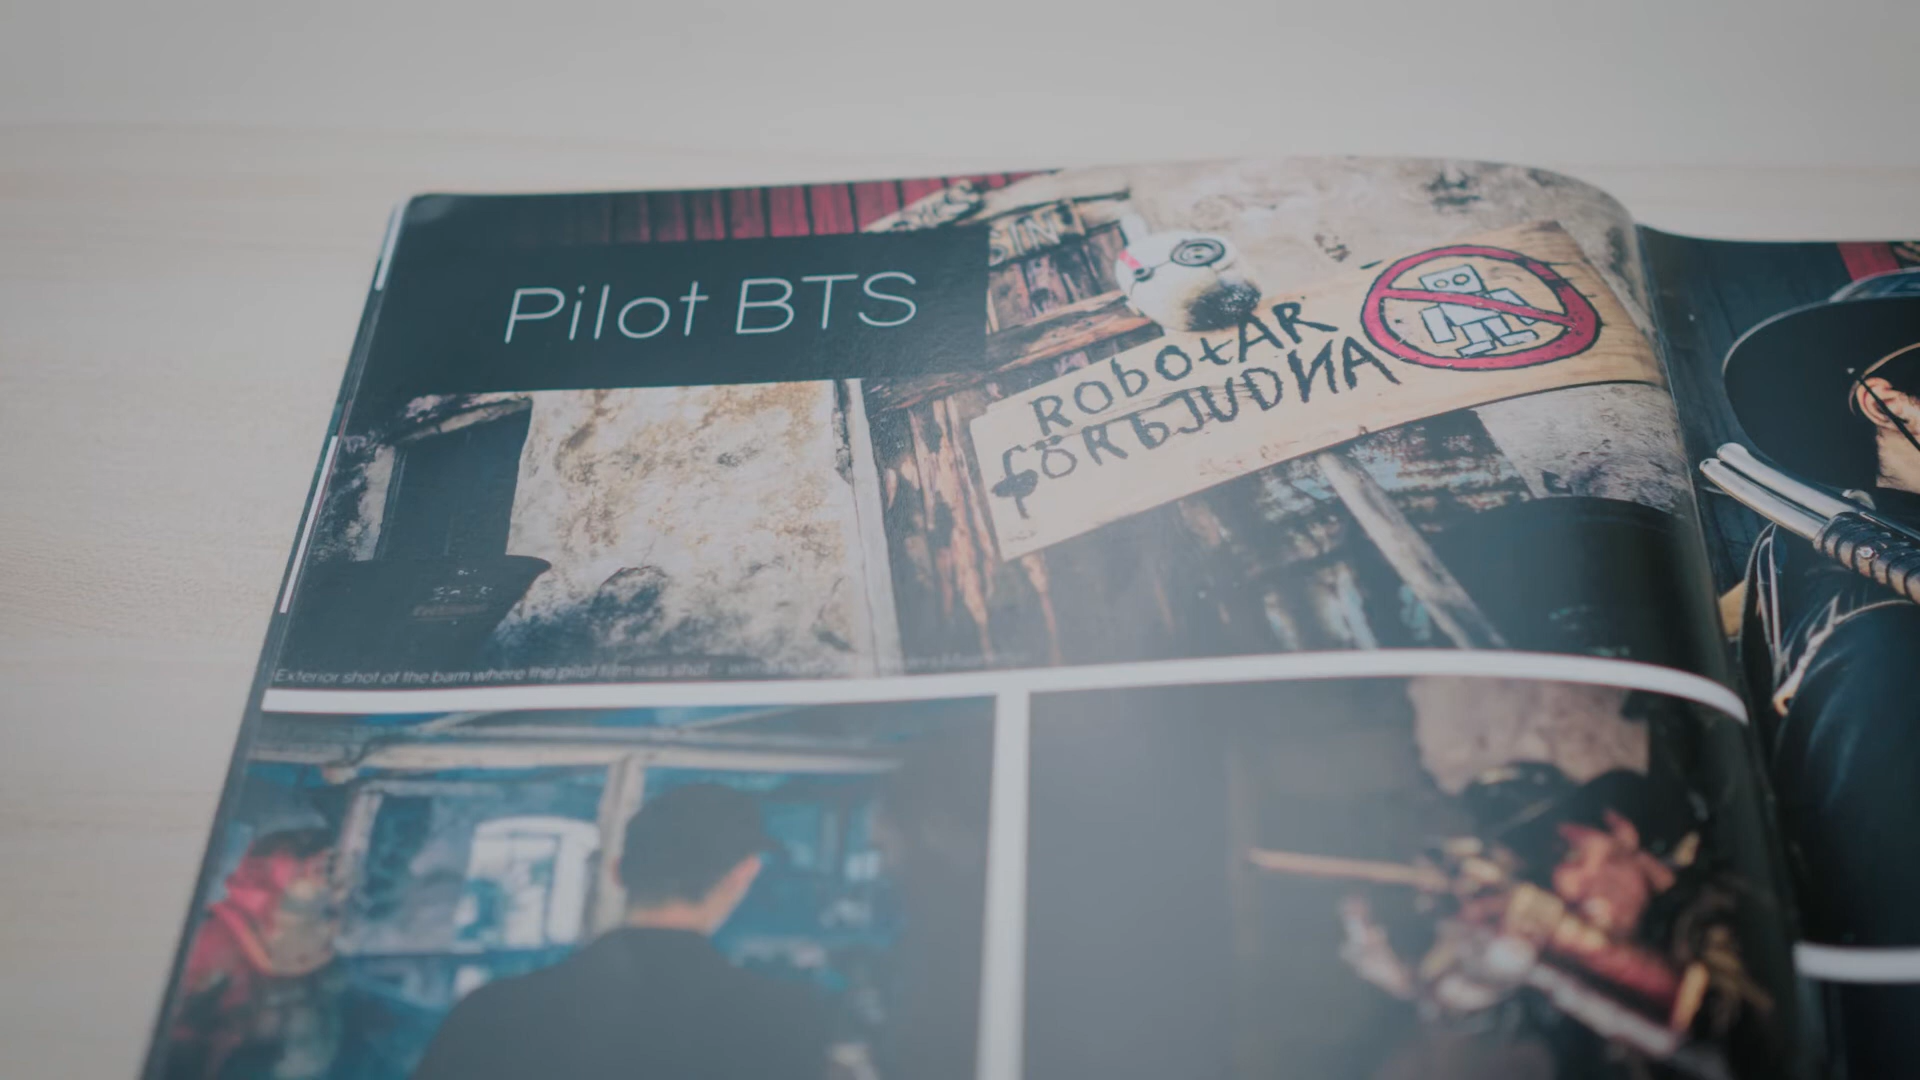 Pilot BTS
RobotAR
fÖRbJUDNA
Exterior shot of the barn where the pilot film was shot